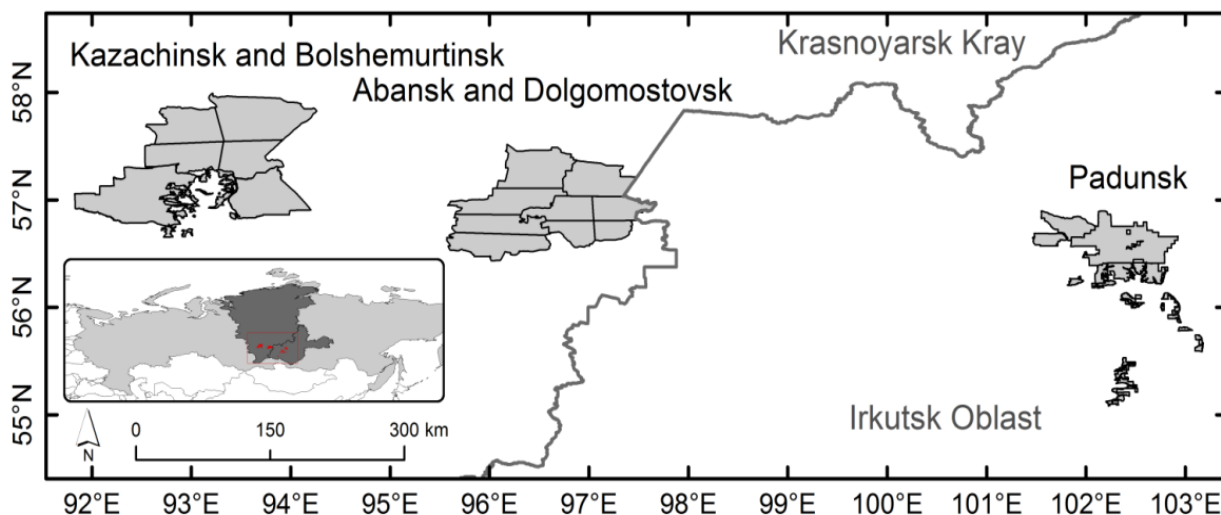 Krasnoyarsk Kray
Kazachinsk and Bolshemurtinsk
Abansk and Dolgomostovsk
Padunsk
Irkutsk Oblast
58°N
57°N
56°N
55°N
N
0 150 300 km
92°E 93°E 94°E 95°E 96°E 97°E 98°E 99°E 100°E 101°E 102°E 103°E